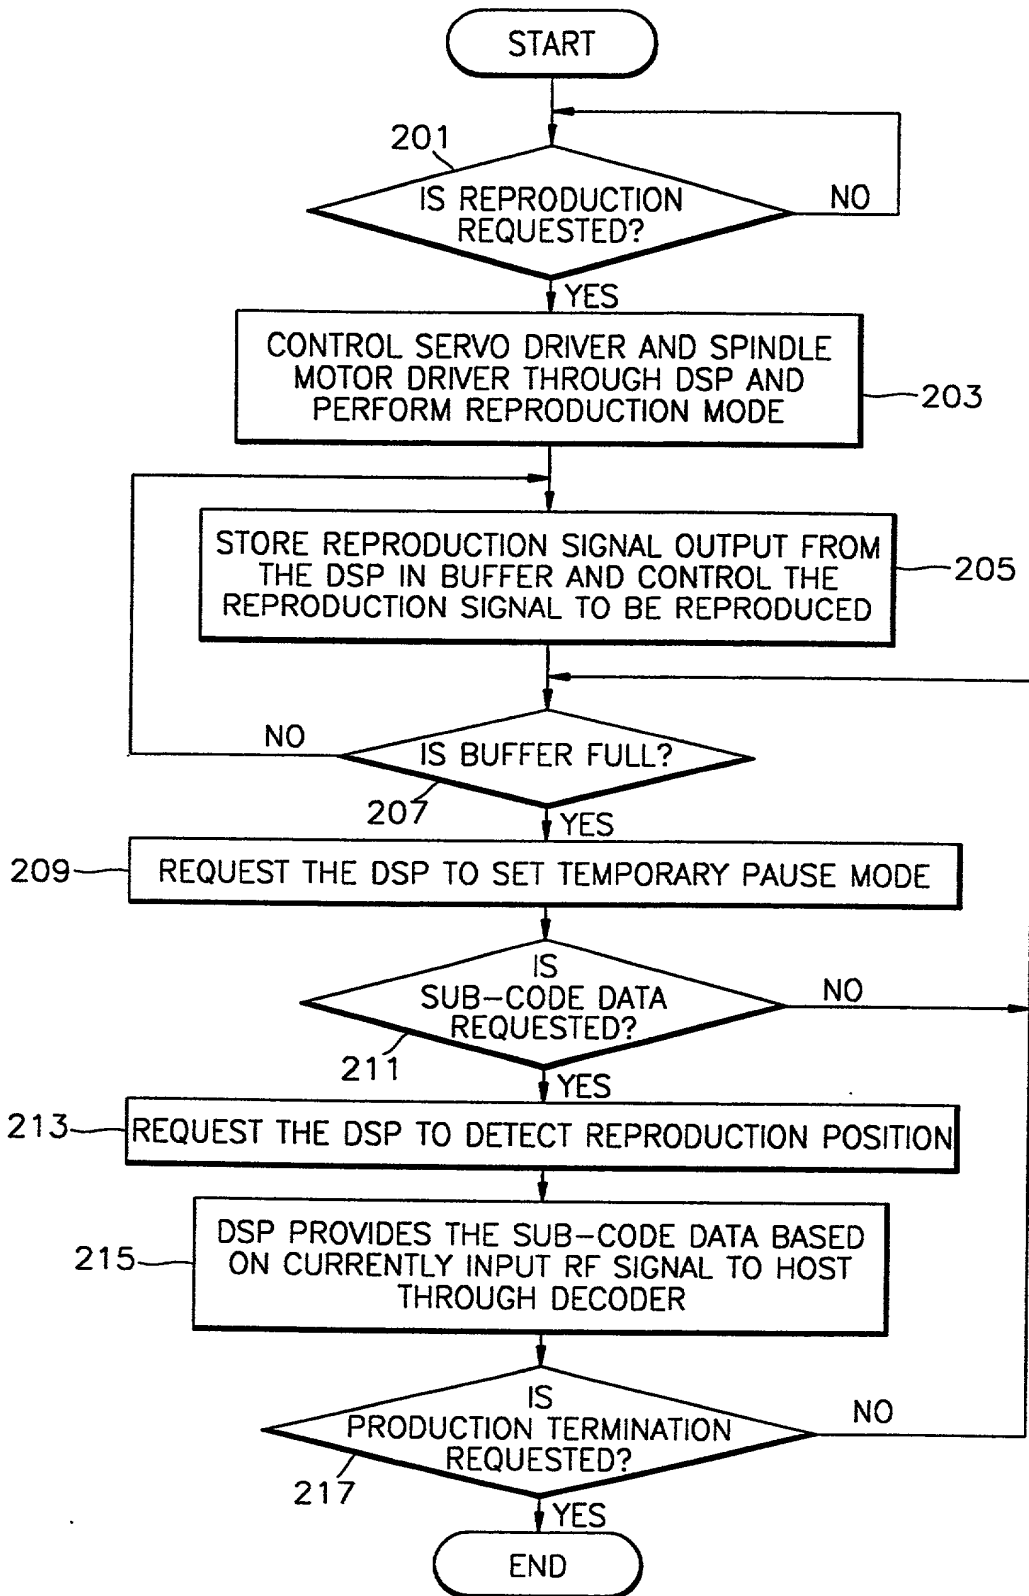 START
201
IS REPRODUCTION
REQUESTED?
NO
YES
CONTROL SERVO DRIVER AND SPINDLE
MOTOR DRIVER THROUGH DSP AND
PERFORM REPRODUCTION MODE
203
STORE REPRODUCTION SIGNAL OUTPUT FROM
THE DSP IN BUFFER AND CONTROL THE
REPRODUCTION SIGNAL TO BE REPRODUCED
205
NO
IS BUFFER FULL?
207
YES
209
REQUEST THE DSP TO SET TEMPORARY PAUSE MODE
IS
SUB-CODE DATA
REQUESTED?
NO
211
YES
213
REQUEST THE DSP TO DETECT REPRODUCTION POSITION
DSP PROVIDES THE SUB-CODE DATA BASED
ON CURRENTLY INPUT RF SIGNAL TO HOST
THROUGH DECODER
215
IS
PRODUCTION TERMINATION
REQUESTED?
NO
217
YES
END